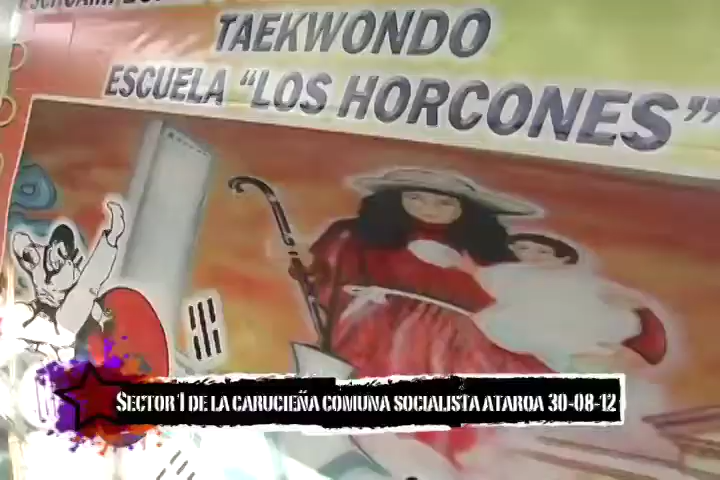 TAEKWONDO
ESCUELA "LOS HORCONES"
SECTOR 1 DE LA CARUCIEÑA COMUNA SOCIALISTA ATAROA 30-08-12